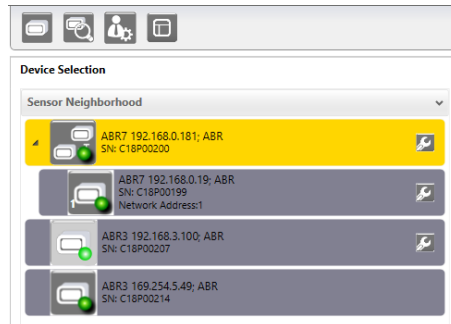 Device Selection
Sensor Neighborhood
ABR7 192.168.0.181; ABR
SN: C18P00200
ABR7 192.168.0.19; ABR
SN: C18P00199
Network Address:1
1
ABR3 192.168.3.100; ABR
SN: C18P00207
ABR3 169.254.5.49; ABR
SN: C18P00214